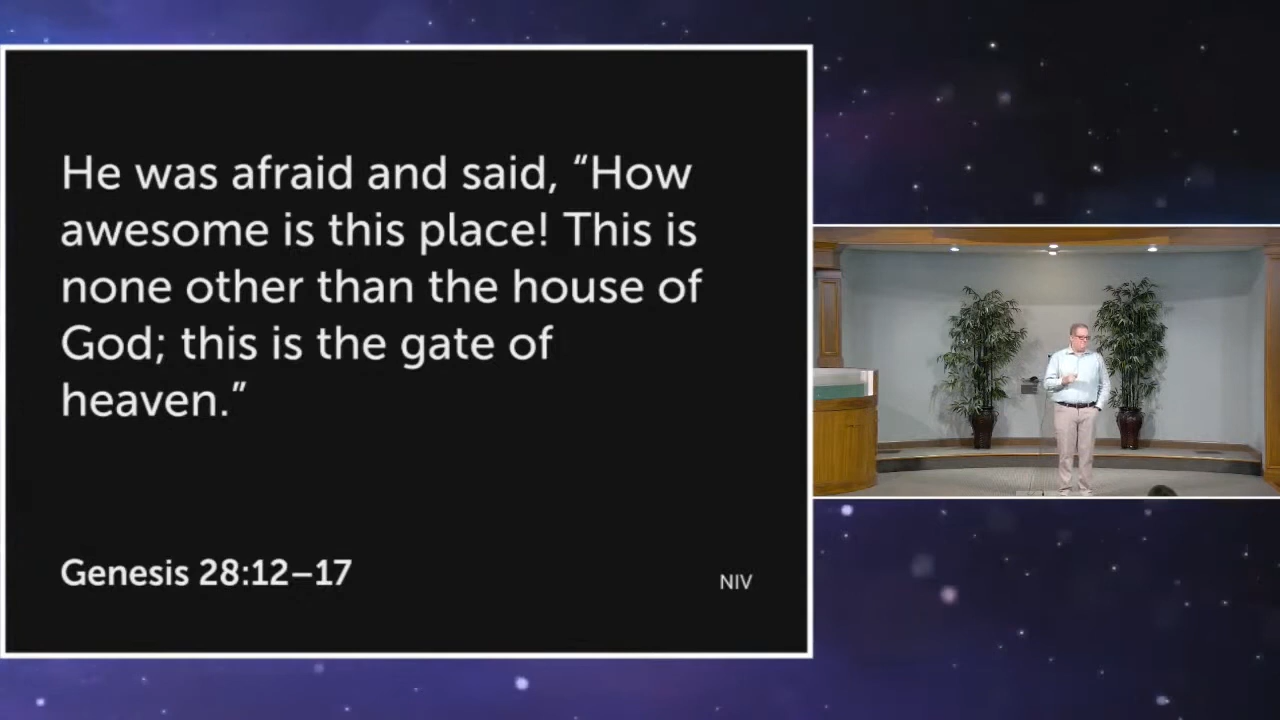 He was afraid and said, “How
awesome is this place! This is
none other than the house of
God; this is the gate of
heaven.”
Genesis 28:12–17
NIV